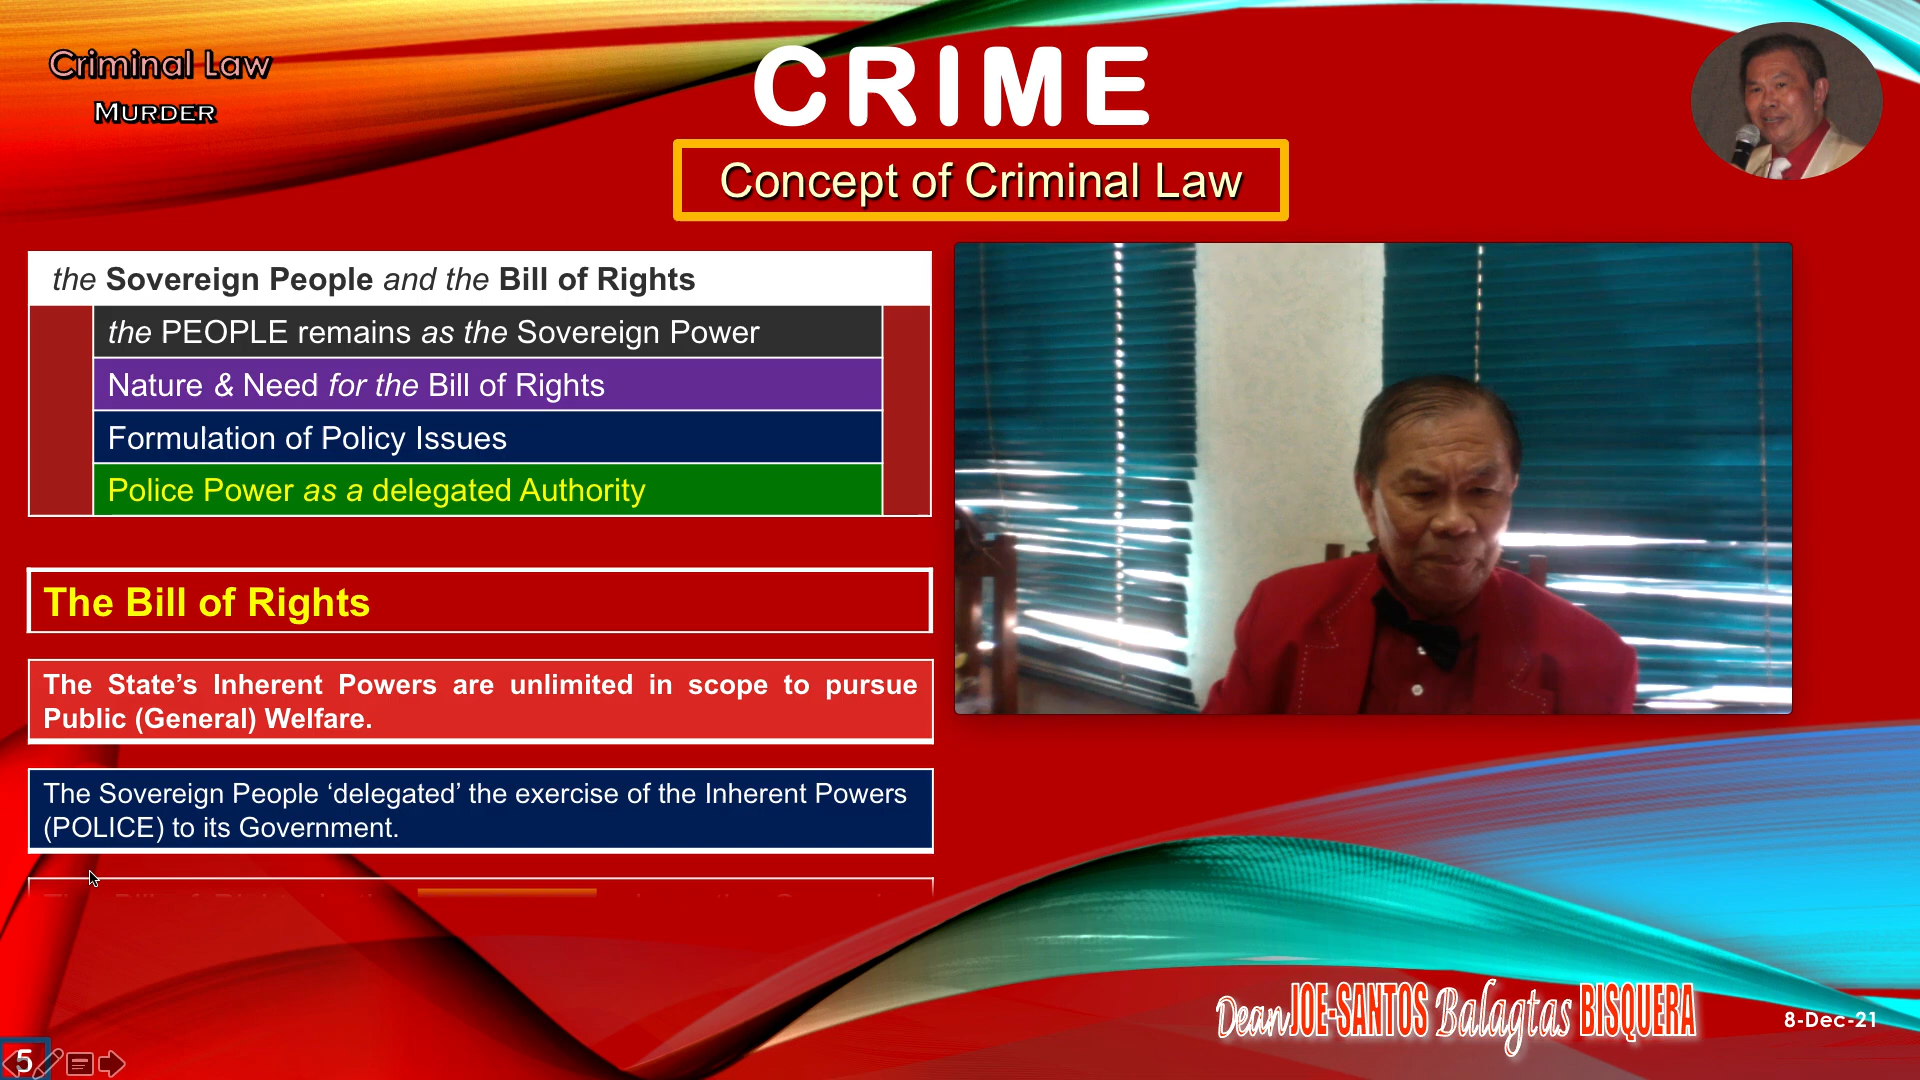 Criminal Law
MURDER
CRIME
Concept of Criminal Law
the Sovereign People and the Bill of Rights
the PEOPLE remains as the Sovereign Power
Nature & Need for the Bill of Rights
Formulation of Policy Issues
Police Power as a delegated Authority
The Bill of Rights
The State’s Inherent Powers are unlimited in scope to pursue
Public (General) Welfare.
The Sovereign People ‘delegated’ the exercise of the Inherent Powers
(POLICE) to its Government.
Dean JOE-SANTOS Balagtas BISQUERA
8-Dec-21
5